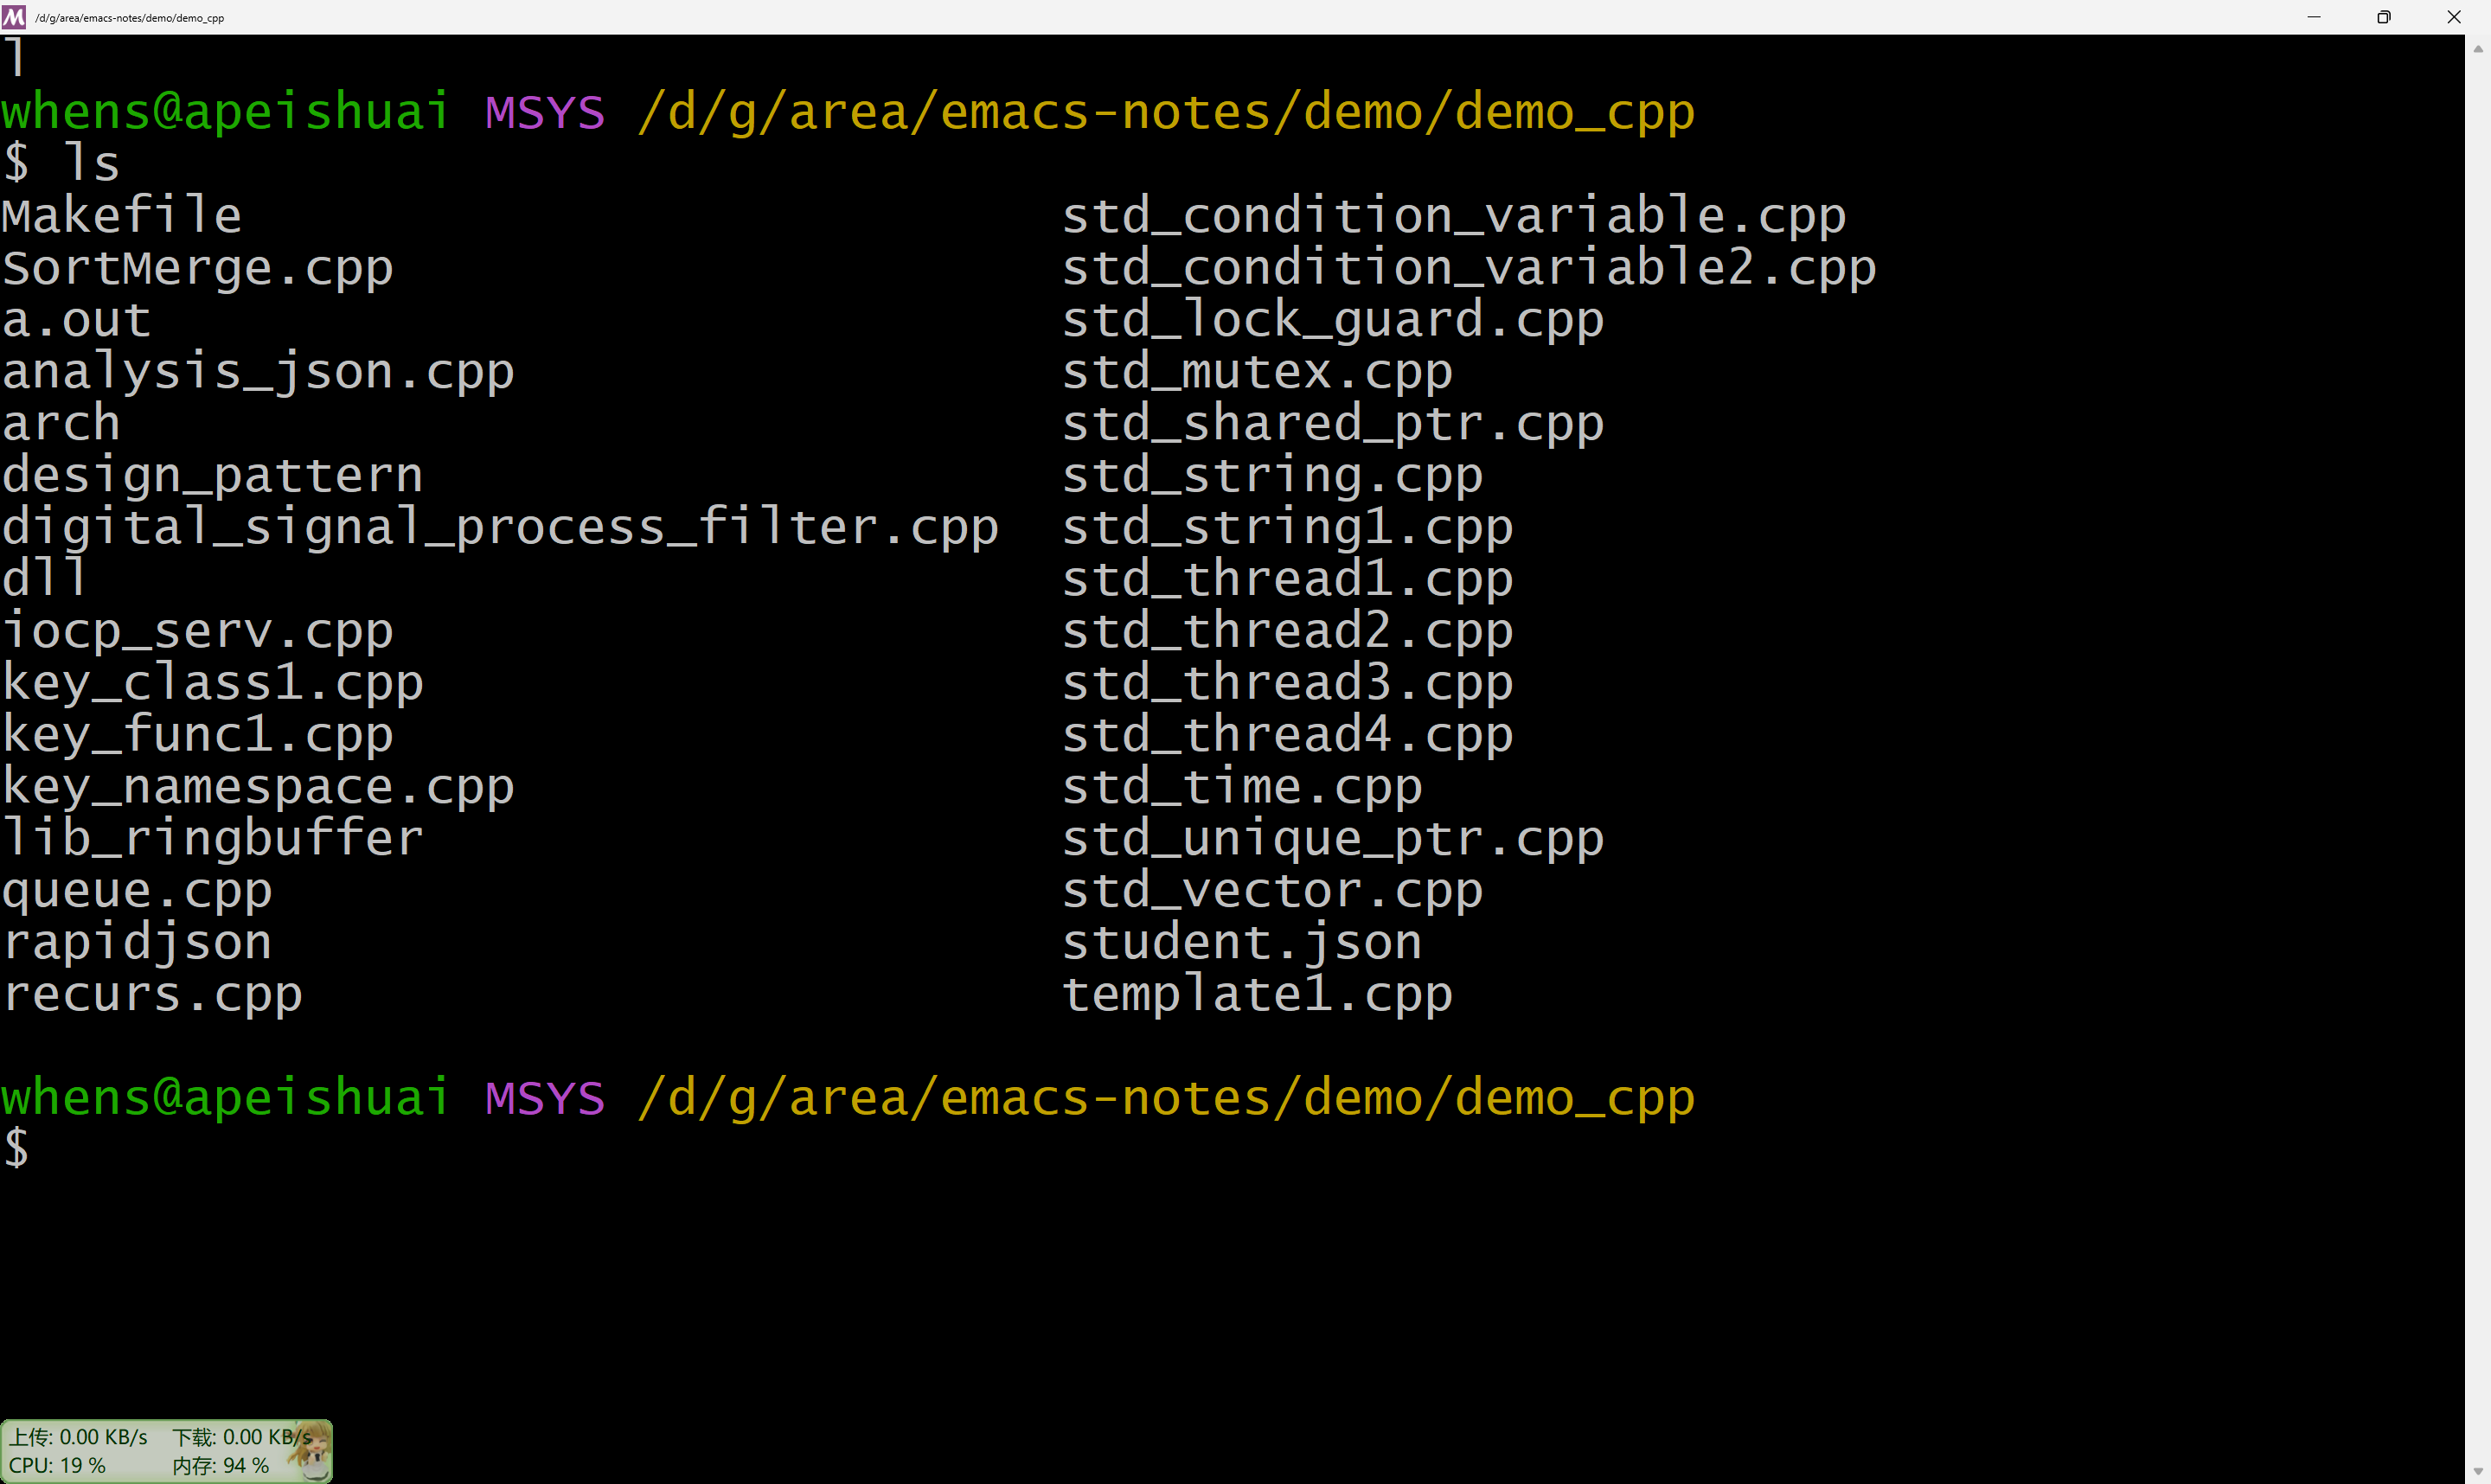 /d/g/area/emacs-notes/demo/demo_cpp
l
whens@apeishuai MSYS /d/g/area/emacs-notes/demo/demo_cpp
$ ls
Makefile                           std_condition_variable.cpp
SortMerge.cpp                      std_condition_variable2.cpp
a.out                              std_lock_guard.cpp
analysis_json.cpp                  std_mutex.cpp
arch                               std_shared_ptr.cpp
design_pattern                     std_string.cpp
digital_signal_process_filter.cpp  std_string1.cpp
dll                                std_thread1.cpp
iocp_serv.cpp                      std_thread2.cpp
key_class1.cpp                     std_thread3.cpp
key_func1.cpp                      std_thread4.cpp
key_namespace.cpp                  std_time.cpp
lib_ringbuffer                     std_unique_ptr.cpp
queue.cpp                          std_vector.cpp
rapidjson                          student.json
recurs.cpp                         template1.cpp
whens@apeishuai MSYS /d/g/area/emacs-notes/demo/demo_cpp
$
上传: 0.00 KB/s 下载: 0.00 KB/s
CPU: 19 % 内存: 94 %